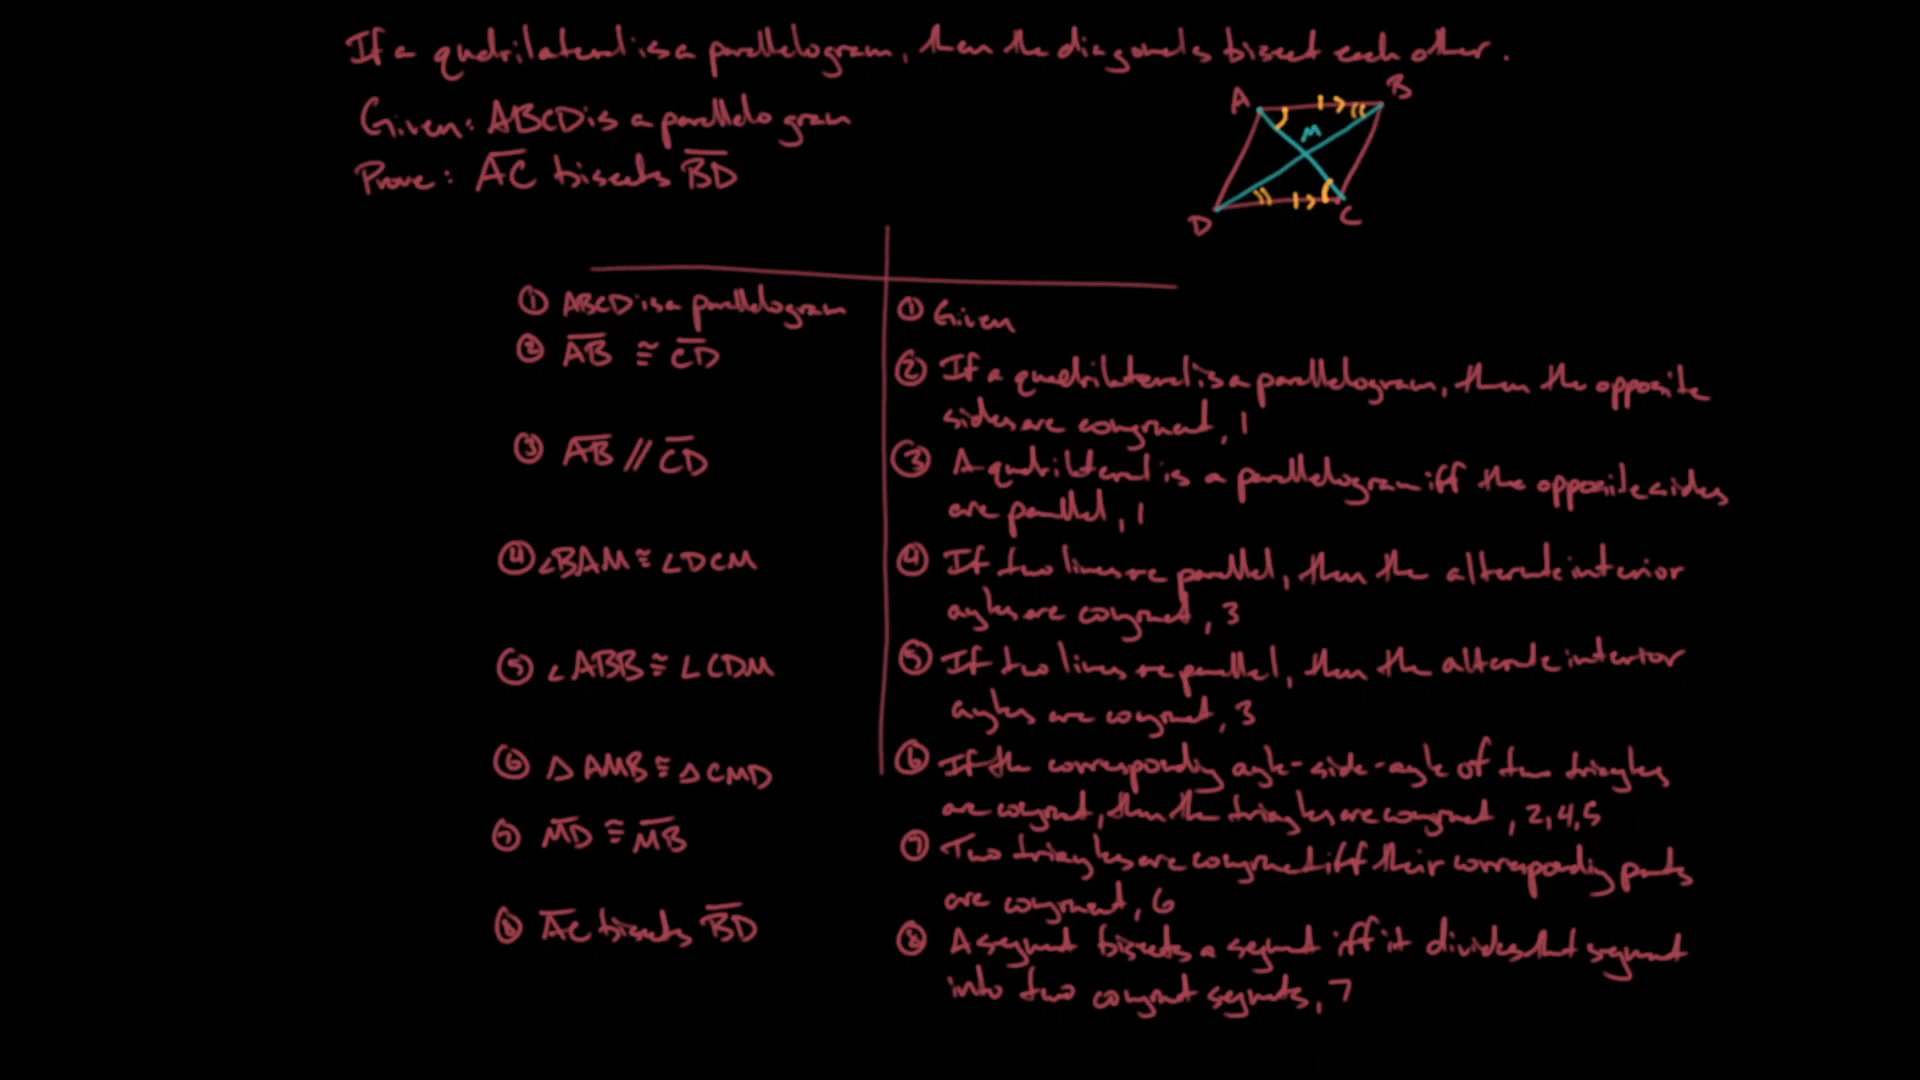 If a qudrilateral is a parallelogram, then the diagonals bisect each other.
Given: ABCD is a parallelogram
Prove: AC bisects BD
A B
M
D C
① ABCD is a parallelogram
① Given
② AB ≅ CD
② If a quadrilateral is a parallelogram, then the opposite
sides are congruent, 1
③ AB // CD
③ A quadrilateral is a parallelogram iff the opposite sides
are parallel, 1
④ ∠BAM ≅ ∠DCM
④ If two lines are parallel, then the alternate interior
angles are congruent, 3
⑤ ∠ABB ≅ ∠CDM
⑤ If two lines are parallel, then the alternate interior
angles are congruent, 3
⑥ △AMB ≅ △CMD
⑥ If the corresponding angle-side-angle of two triangles
are congruent, then the triangles are congruent, 2,4,5
⑦ MD ≅ MB
⑦ Two triangles are congruent iff their corresponding parts
are congruent, 6
⑧ AC bisects BD
⑧ A segment bisects a segment iff it divides that segment
into two congruent segments, 7